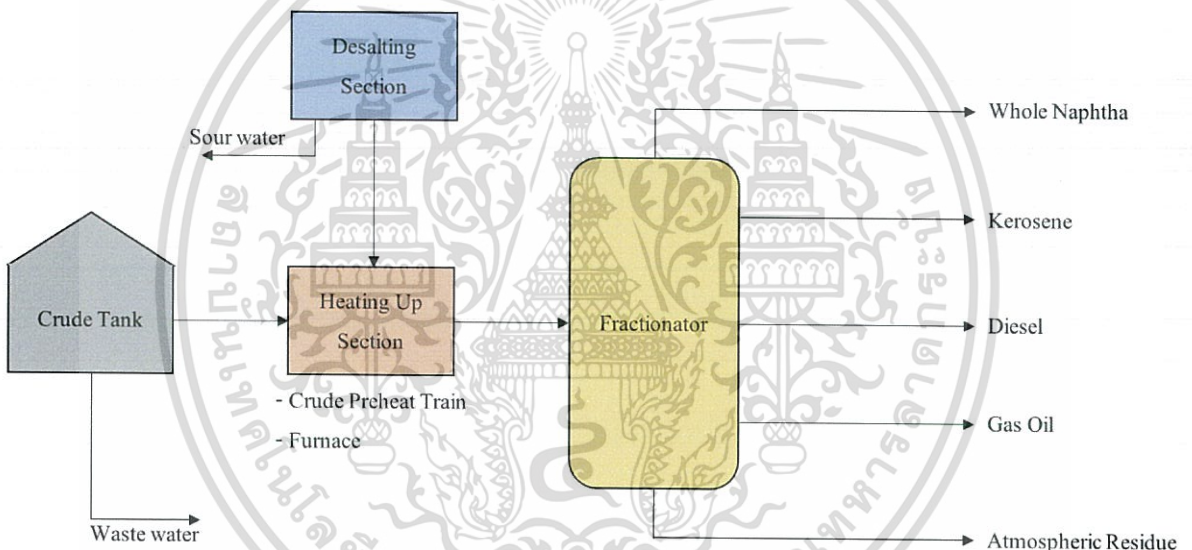 Desalting
Section
Sour water
Whole Naphtha
Kerosene
Crude Tank
Heating Up
Section
Fractionator
Diesel
- Crude Preheat Train
- Furnace
Gas Oil
Waste water
Atmospheric Residue